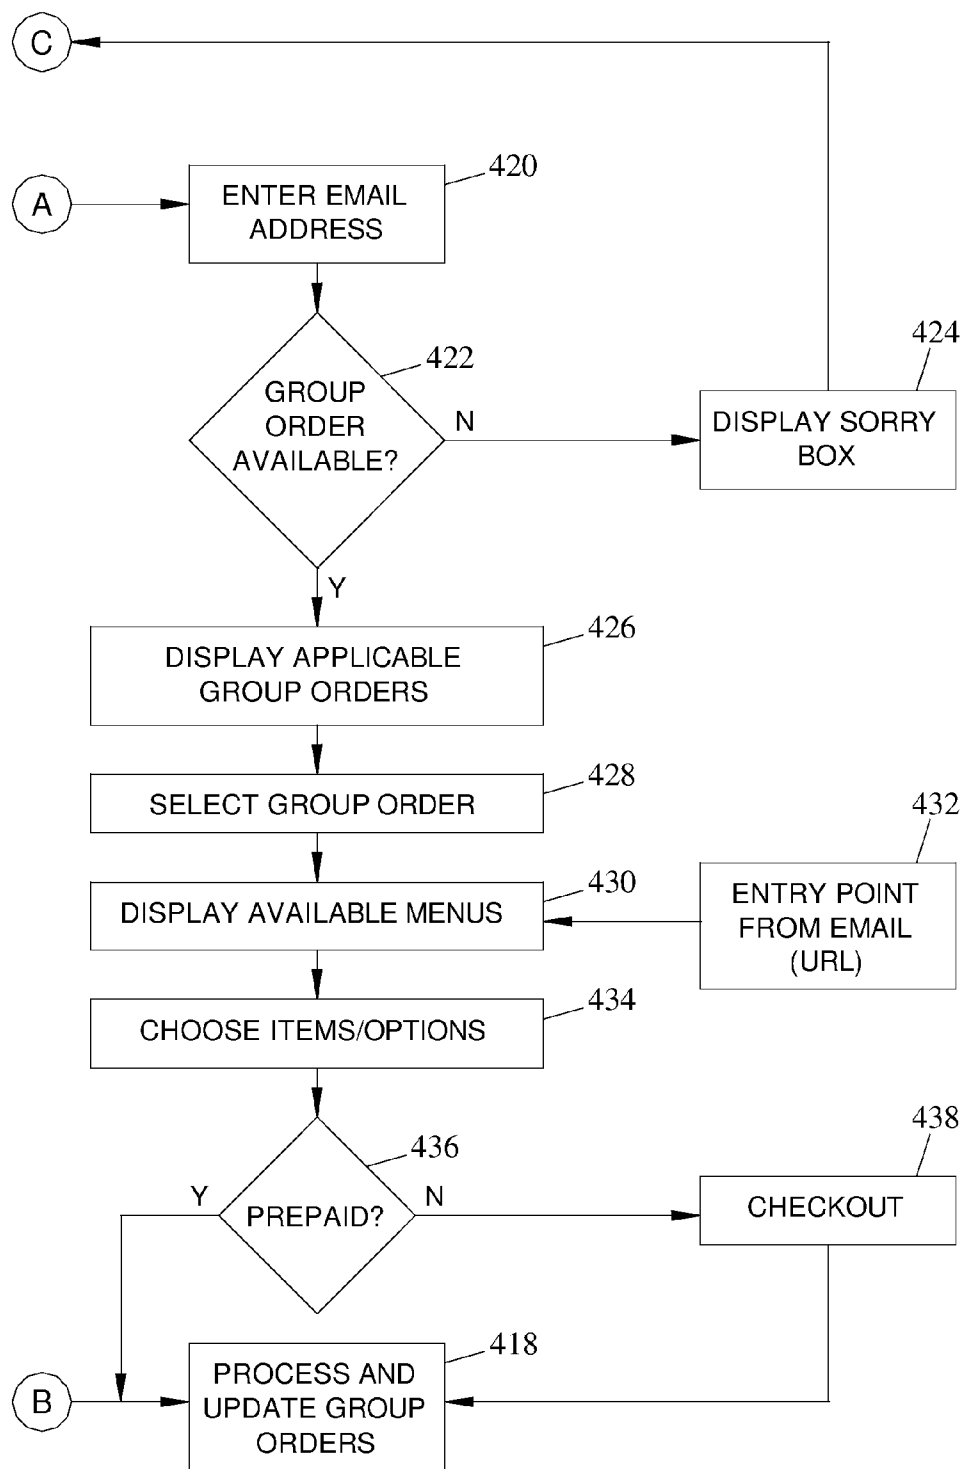 C
A
420
ENTER EMAIL
ADDRESS
422
GROUP
ORDER
AVAILABLE?
N
424
DISPLAY SORRY
BOX
Y
426
DISPLAY APPLICABLE
GROUP ORDERS
428
SELECT GROUP ORDER
430
DISPLAY AVAILABLE MENUS
432
ENTRY POINT
FROM EMAIL
(URL)
434
CHOOSE ITEMS/OPTIONS
436
Y
PREPAID?
N
438
CHECKOUT
B
418
PROCESS AND
UPDATE GROUP
ORDERS